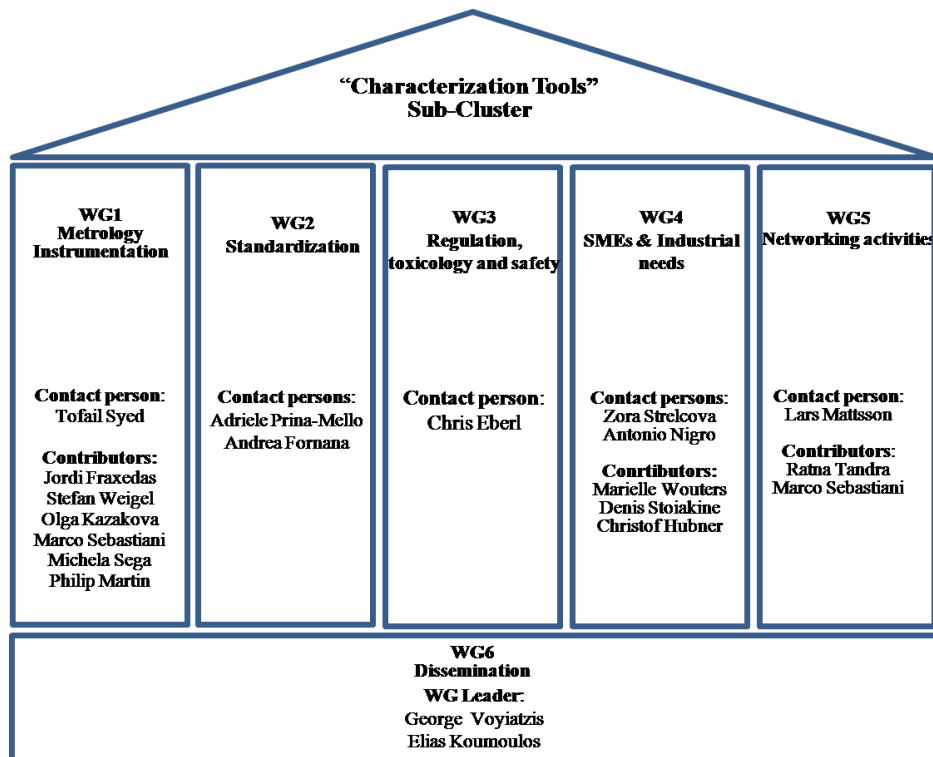 “Characterization Tools”
Sub-Cluster
WG1
Metrology
Instrumentation
Contact person:
Tofail Syed
Contributors:
Jordi Fraxedas
Stefan Weigel
Olga Kazakova
Marco Sebastiani
Michela Sega
Philip Martin
WG2
Standardization
Contact persons:
Adriele Prina-Mello
Andrea Fornana
WG3
Regulation,
toxicology and safety
Contact person:
Chris Eberl
WG4
SMEs & Industrial
needs
Contact persons:
Zora Strelcova
Antonio Nigro
Conrtibutors:
Marielle Wouters
Denis Stoiakine
Christof Hubner
WG5
Networking activities
Contact person:
Lars Mattsson
Contributors:
Ratna Tandra
Marco Sebastiani
WG6
Dissemination
WG Leader:
George Voyiatzis
Elias Koumoulos